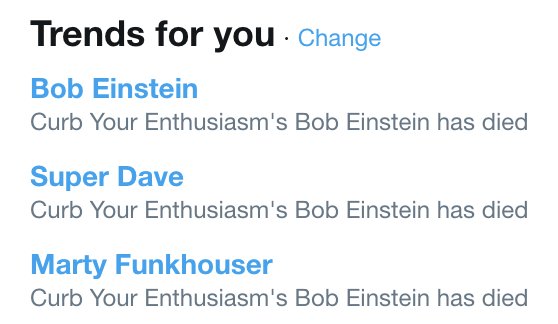 Trends for you · Change
Bob Einstein
Curb Your Enthusiasm's Bob Einstein has died
Super Dave
Curb Your Enthusiasm's Bob Einstein has died
Marty Funkhouser
Curb Your Enthusiasm's Bob Einstein has died